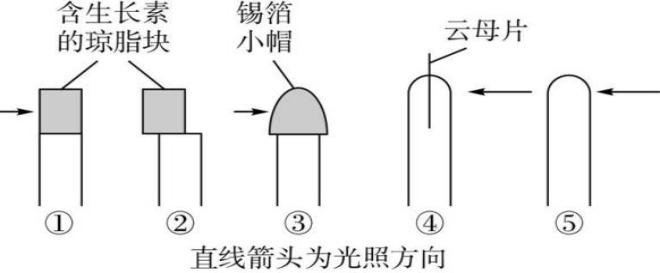 含生长素
的琼脂块
锡箔
小帽
云母片
① ② ③ ④ ⑤
直线箭头为光照方向